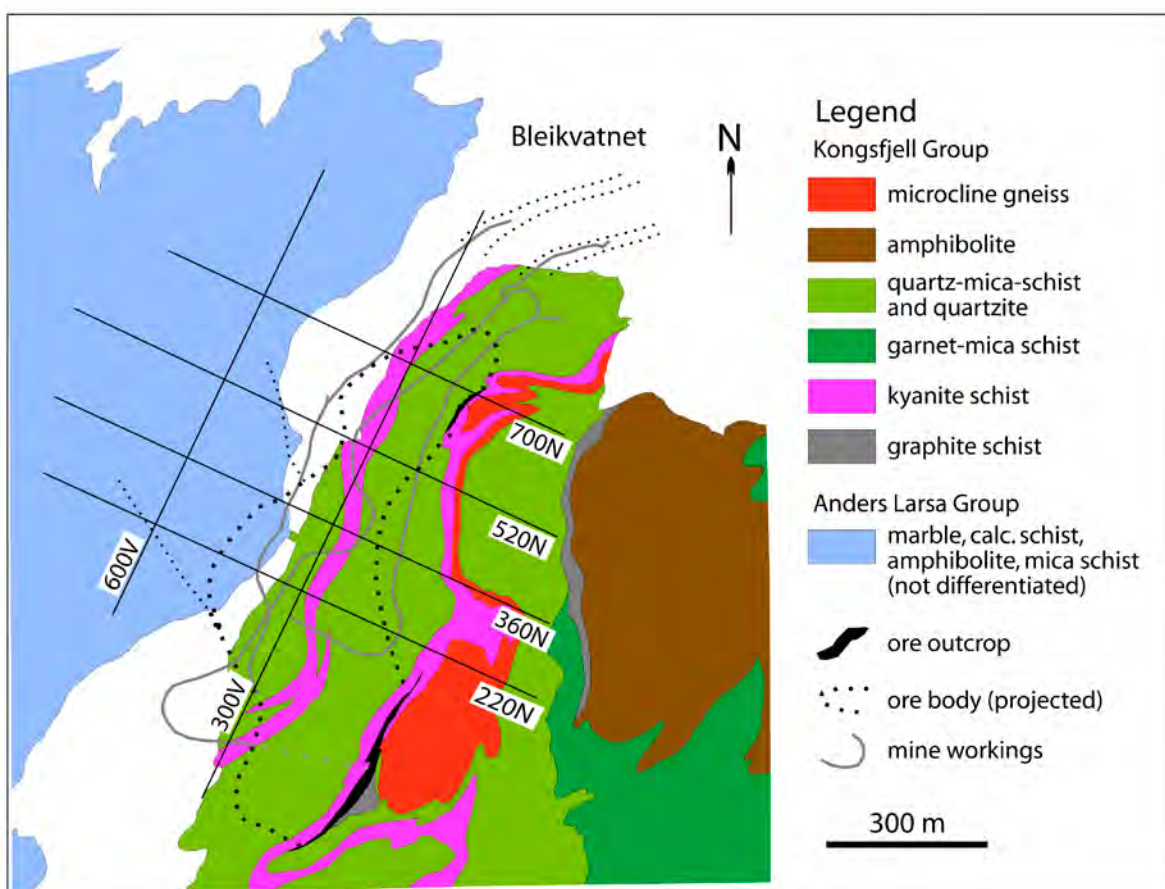 Bleikvatnet
N
700N
520N
360N
220N
600V
300V
Legend
Kongsfjell Group
microcline gneiss
amphibolite
quartz-mica-schist
and quartzite
garnet-mica schist
kyanite schist
graphite schist
Anders Larsa Group
marble, calc. schist,
amphibolite, mica schist
(not differentiated)
ore outcrop
ore body (projected)
mine workings
300 m